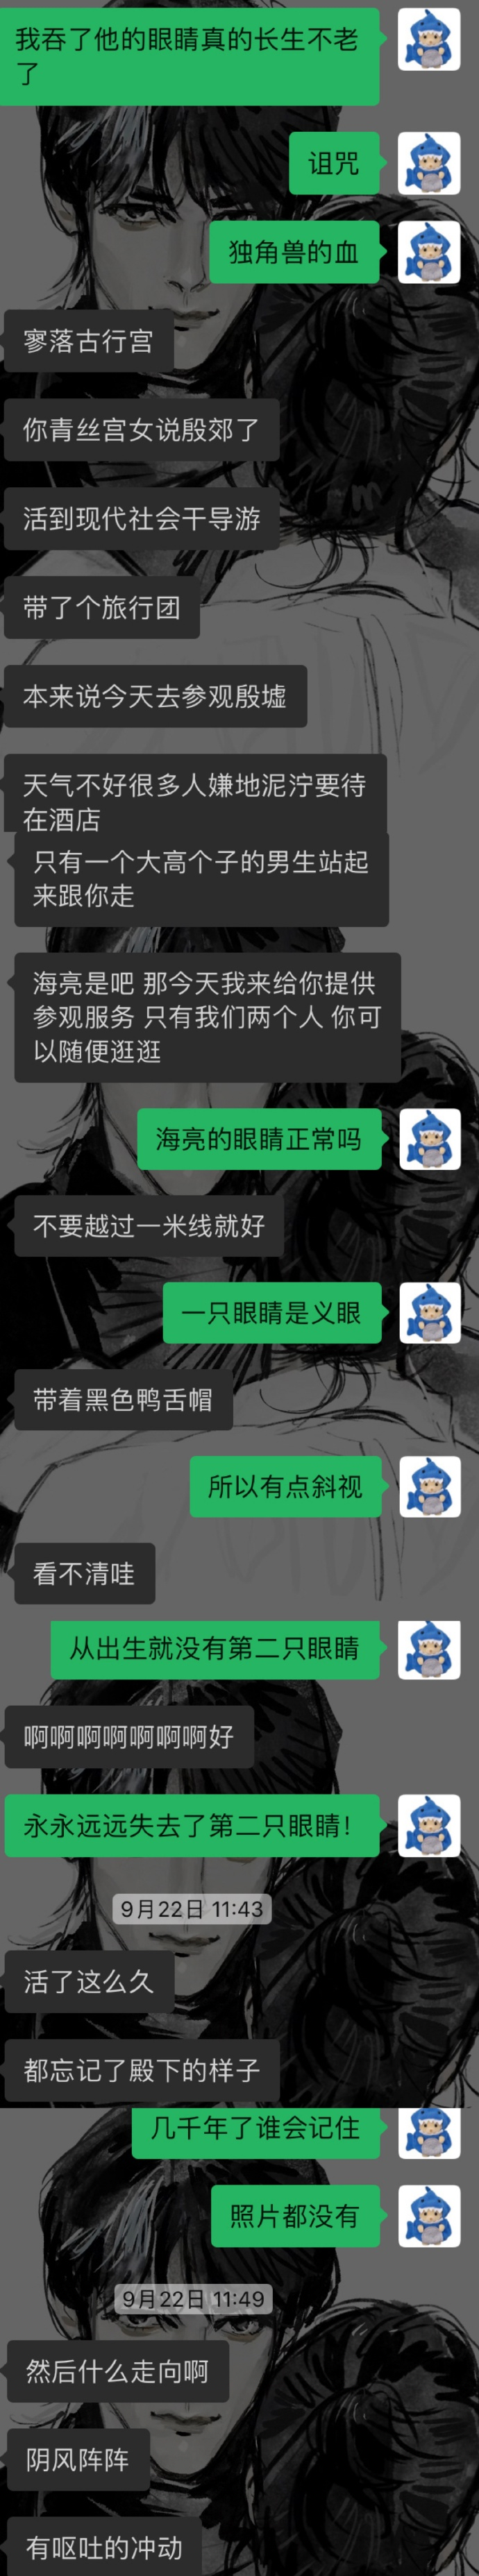 我吞了他的眼睛真的长生不老
了
诅咒
独角兽的血
寥落古行宫
你青丝宫女说殷郊了
活到现代社会干导游
带了个旅行团
本来说今天去参观殷墟
天气不好很多人嫌地泥泞要待
在酒店
只有一个大高个子的男生站起
来跟你走
海亮是吧 那今天我来给你提供
参观服务 只有我们两个人 你可
以随便逛逛
海亮的眼睛正常吗
不要越过一米线就好
一只眼睛是义眼
带着黑色鸭舌帽
所以有点斜视
看不清哇
从出生就没有第二只眼睛
啊啊啊啊啊啊啊好
永永远远失去了第二只眼睛！
9月22日 11:43
活了这么久
都忘记了殿下的样子
几千年了谁会记住
照片都没有
9月22日 11:49
然后什么走向啊
阴风阵阵
有呕吐的冲动